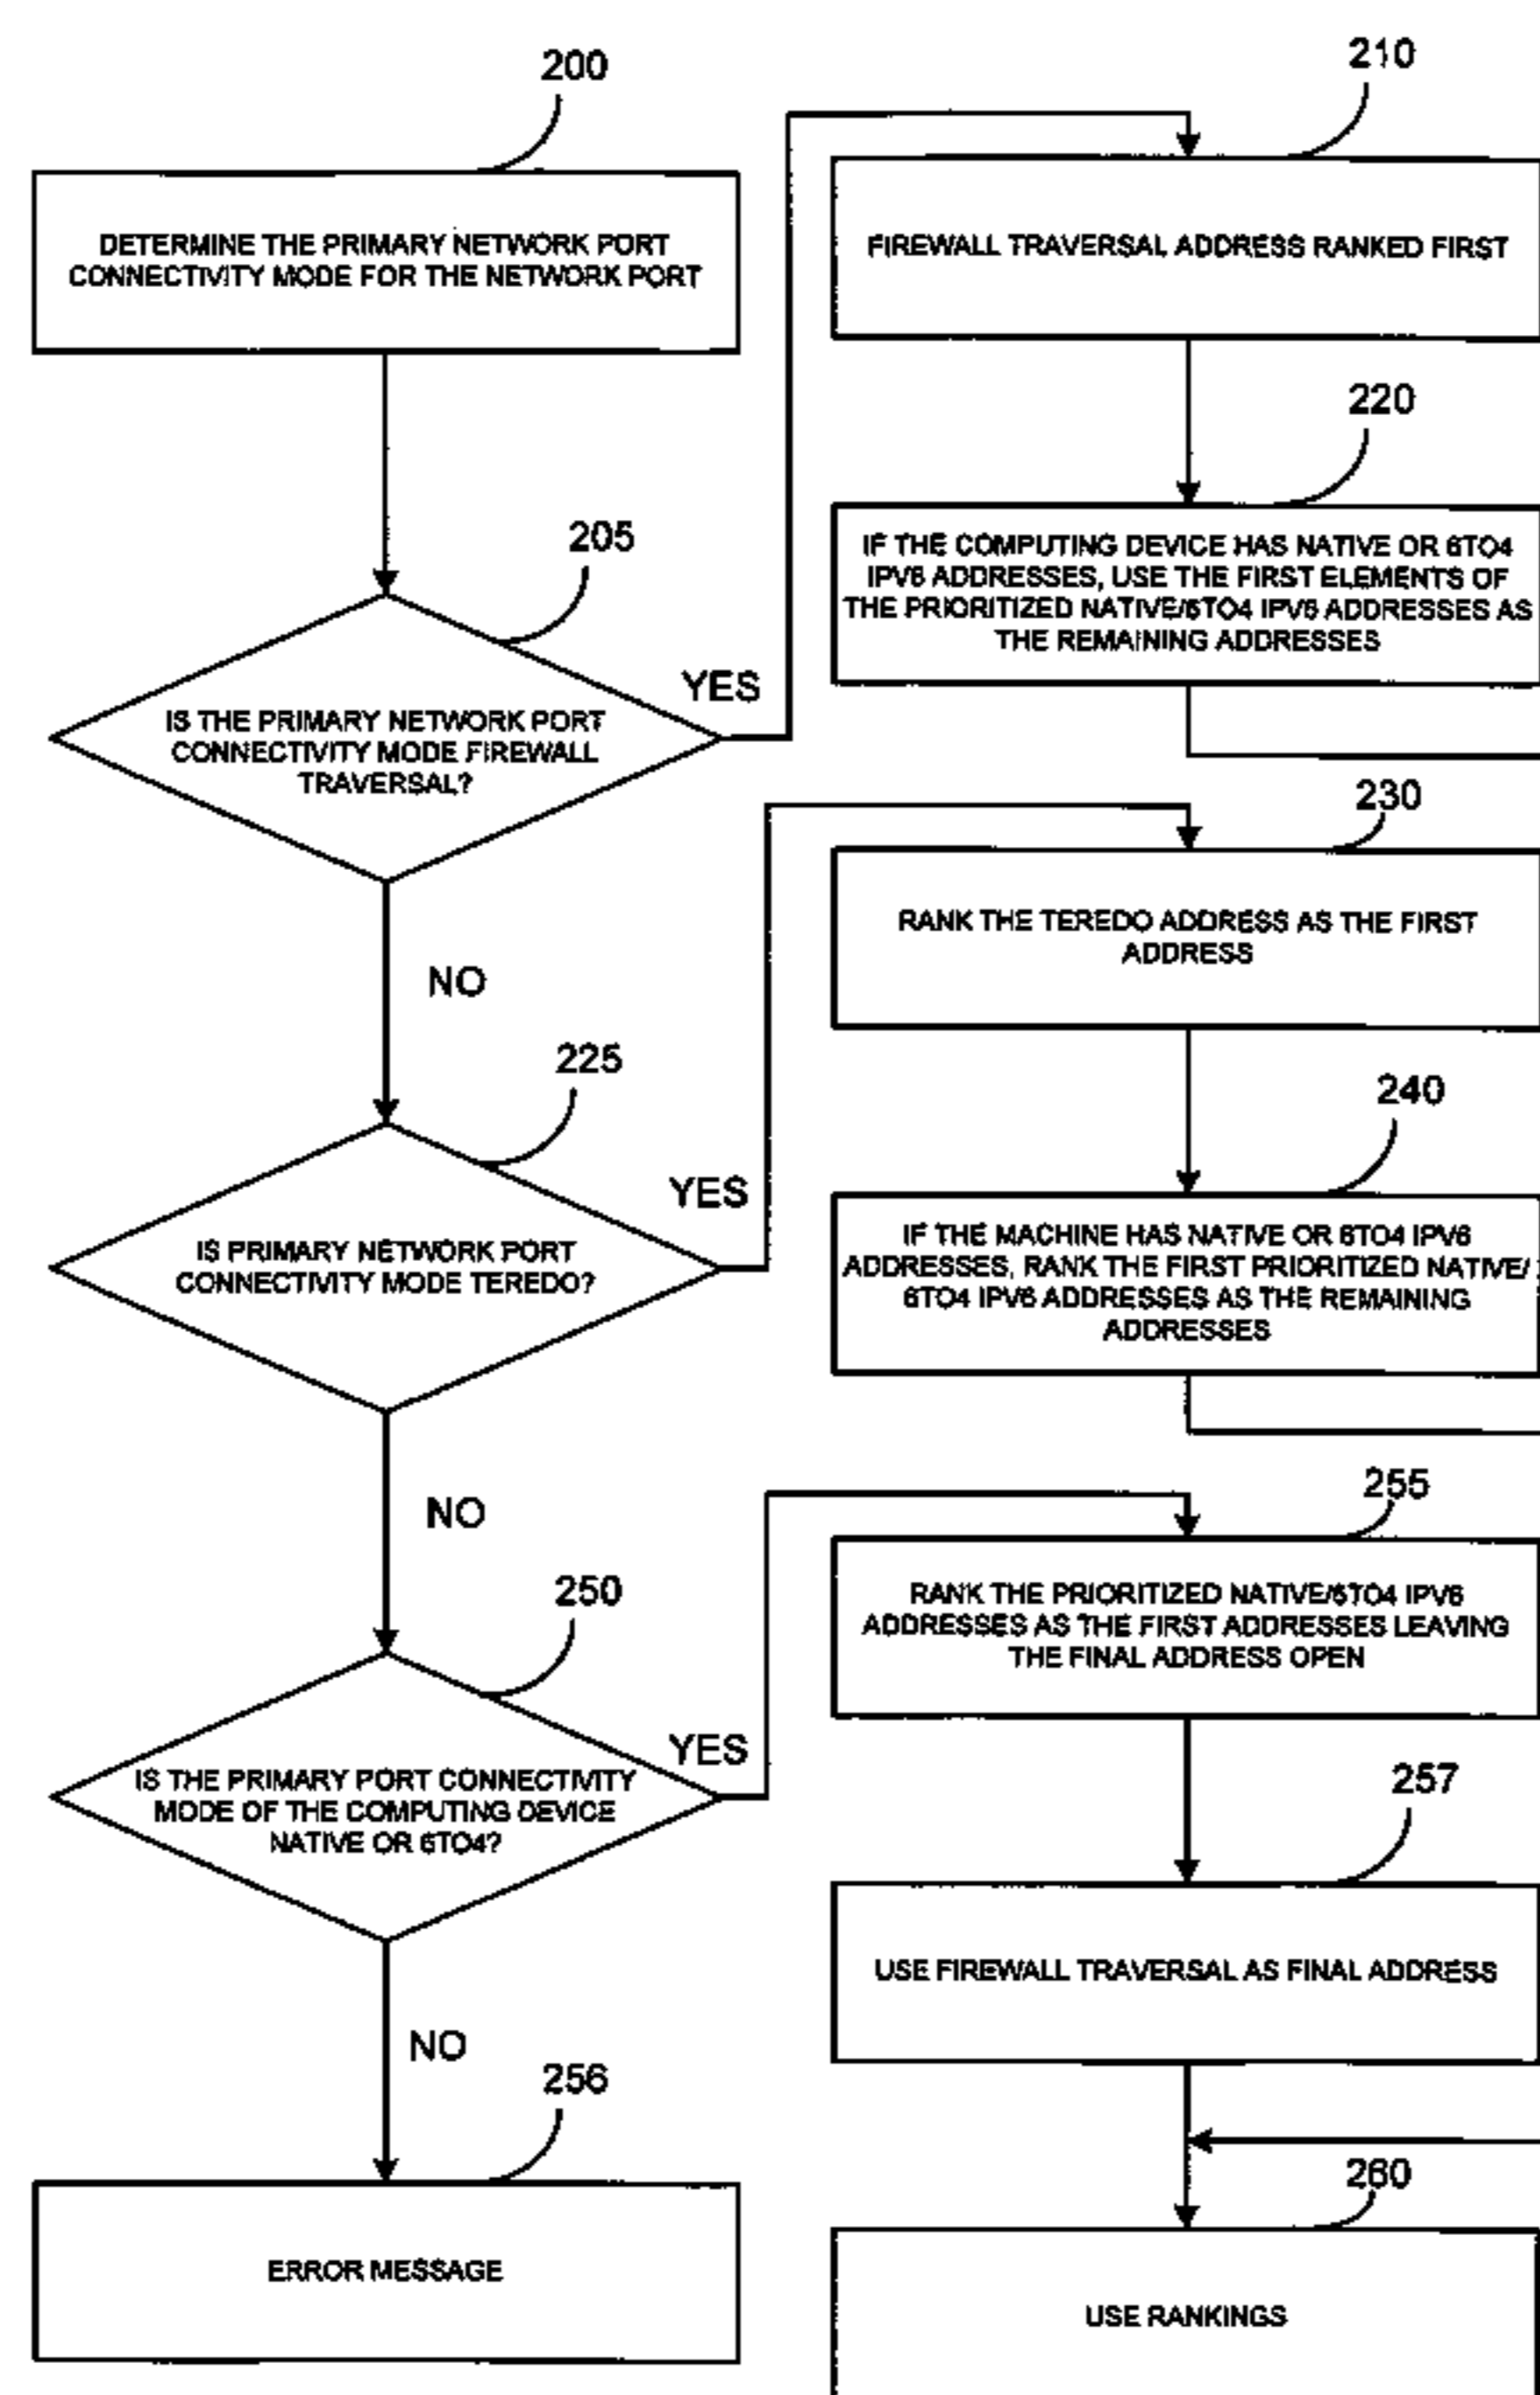 200
DETERMINE THE PRIMARY NETWORK PORT
CONNECTIVITY MODE FOR THE NETWORK PORT
205
IS THE PRIMARY NETWORK PORT
CONNECTIVITY MODE FIREWALL
TRAVERSAL?
YES
NO
210
FIREWALL TRAVERSAL ADDRESS RANKED FIRST
220
IF THE COMPUTING DEVICE HAS NATIVE OR 6TO4
IPV6 ADDRESSES, USE THE FIRST ELEMENTS OF
THE PRIORITIZED NATIVE/6TO4 IPV6 ADDRESSES AS
THE REMAINING ADDRESSES
225
IS PRIMARY NETWORK PORT
CONNECTIVITY MODE TEREDO?
YES
NO
230
RANK THE TEREDO ADDRESS AS THE FIRST
ADDRESS
240
IF THE MACHINE HAS NATIVE OR 6TO4 IPV6
ADDRESSES, RANK THE FIRST PRIORITIZED NATIVE/
6TO4 IPV6 ADDRESSES AS THE REMAINING
ADDRESSES
250
IS THE PRIMARY PORT CONNECTIVITY
MODE OF THE COMPUTING DEVICE
NATIVE OR 6TO4?
YES
NO
255
RANK THE PRIORITIZED NATIVE/6TO4 IPV6
ADDRESSES AS THE FIRST ADDRESSES LEAVING
THE FINAL ADDRESS OPEN
257
USE FIREWALL TRAVERSAL AS FINAL ADDRESS
256
ERROR MESSAGE
260
USE RANKINGS